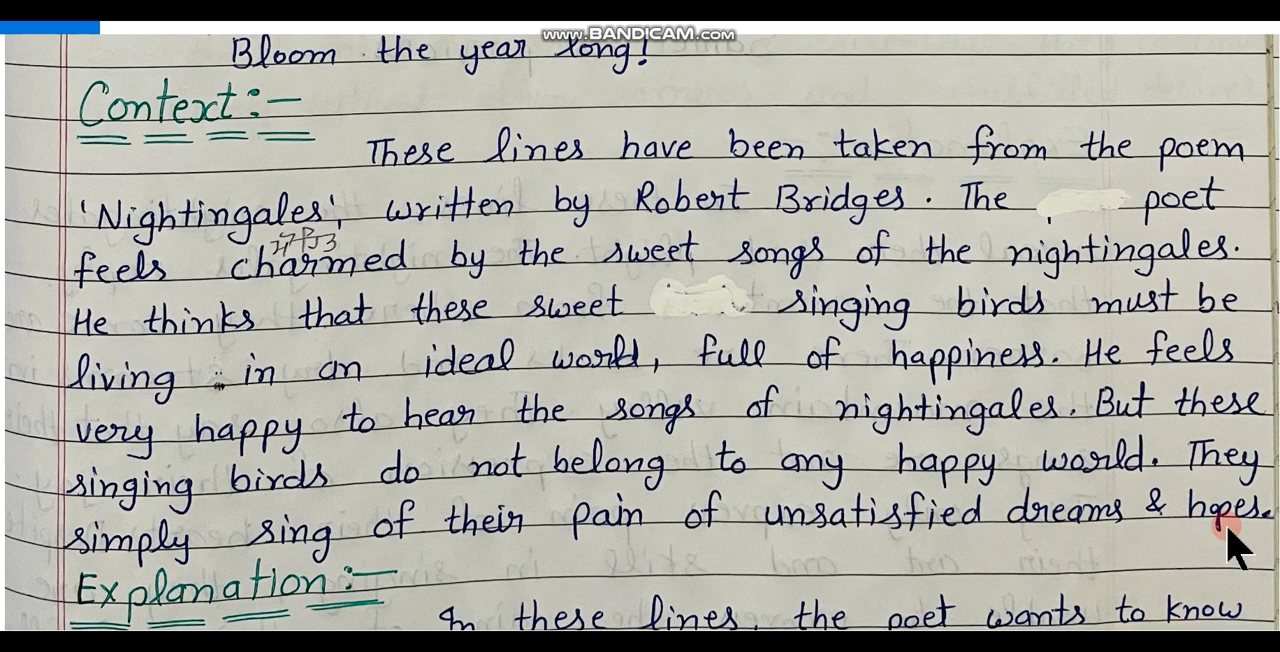 www.BANDICAM.com
Bloom the year long!
Context:-
These lines have been taken from the poem
'Nightingales', written by Robert Bridges. The poet
feels charmed by the sweet songs of the nightingales.
He thinks that these sweet singing birds must be
living in an ideal world, full of happiness. He feels
very happy to hear the songs of nightingales. But these
singing birds do not belong to any happy world. They
simply sing of their pain of unsatisfied dreams & hopes.
Explanation:-
In these lines, the poet wants to know